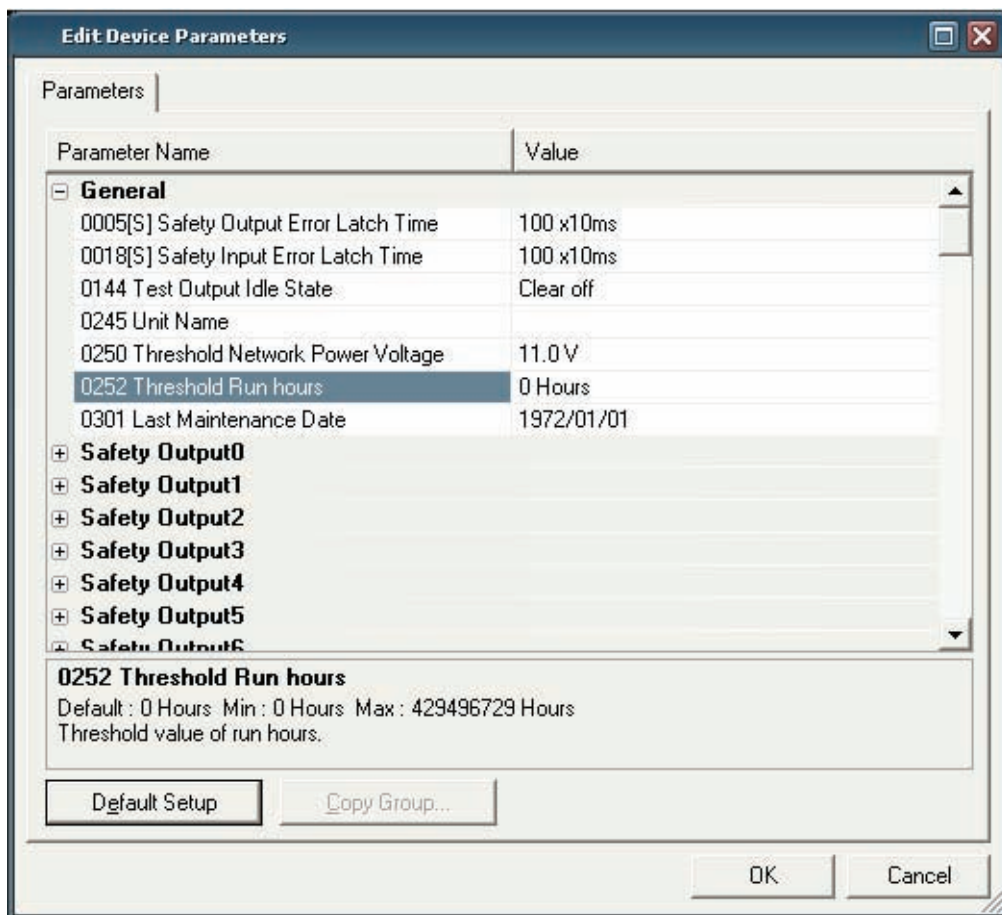 Edit Device Parameters
Parameters
Parameter Name Value
General
0005[S] Safety Output Error Latch Time 100 x10ms
0018[S] Safety Input Error Latch Time 100 x10ms
0144 Test Output Idle State Clear off
0245 Unit Name
0250 Threshold Network Power Voltage 11.0 V
0252 Threshold Run hours 0 Hours
0301 Last Maintenance Date 1972/01/01
Safety Output0
Safety Output1
Safety Output2
Safety Output3
Safety Output4
Safety Output5
Safety Output6
0252 Threshold Run hours
Default : 0 Hours Min : 0 Hours Max : 429496729 Hours
Threshold value of run hours.
Default Setup Copy Group...
OK Cancel